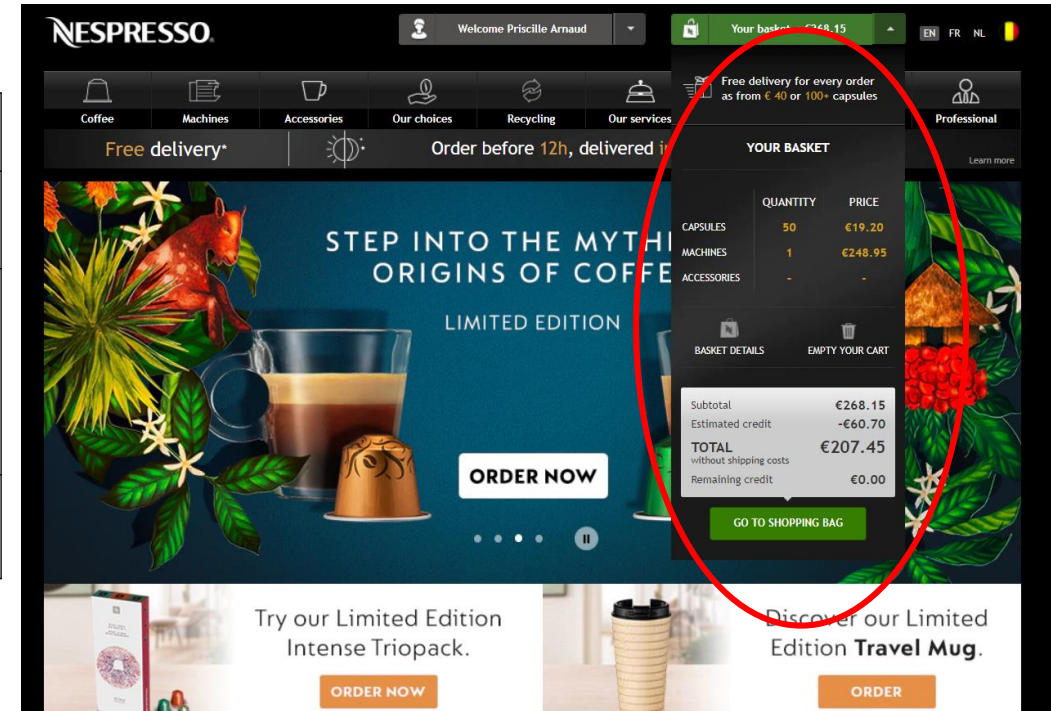 NESPRESSO.
Welcome Priscille Arnaud
Your basket €268.15
EN FR NL
Coffee
Machines
Accessories
Our choices
Recycling
Our services
Professional
Free delivery for every order
as from € 40 or 100+ capsules
Free delivery*
Order before 12h, delivered
Learn more
YOUR BASKET
QUANTITY PRICE
CAPSULES 50 €19.20
MACHINES 1 €248.95
ACCESSORIES - -
BASKET DETAILS
EMPTY YOUR CART
Subtotal €268.15
Estimated credit -€60.70
TOTAL €207.45
without shipping costs
Remaining credit €0.00
GO TO SHOPPING BAG
STEP INTO THE
ORIGINS OF
LIMITED EDITION
ORDER NOW
Try our Limited Edition
Intense Triopack.
ORDER NOW
Discover our Limited
Edition Travel Mug.
ORDER